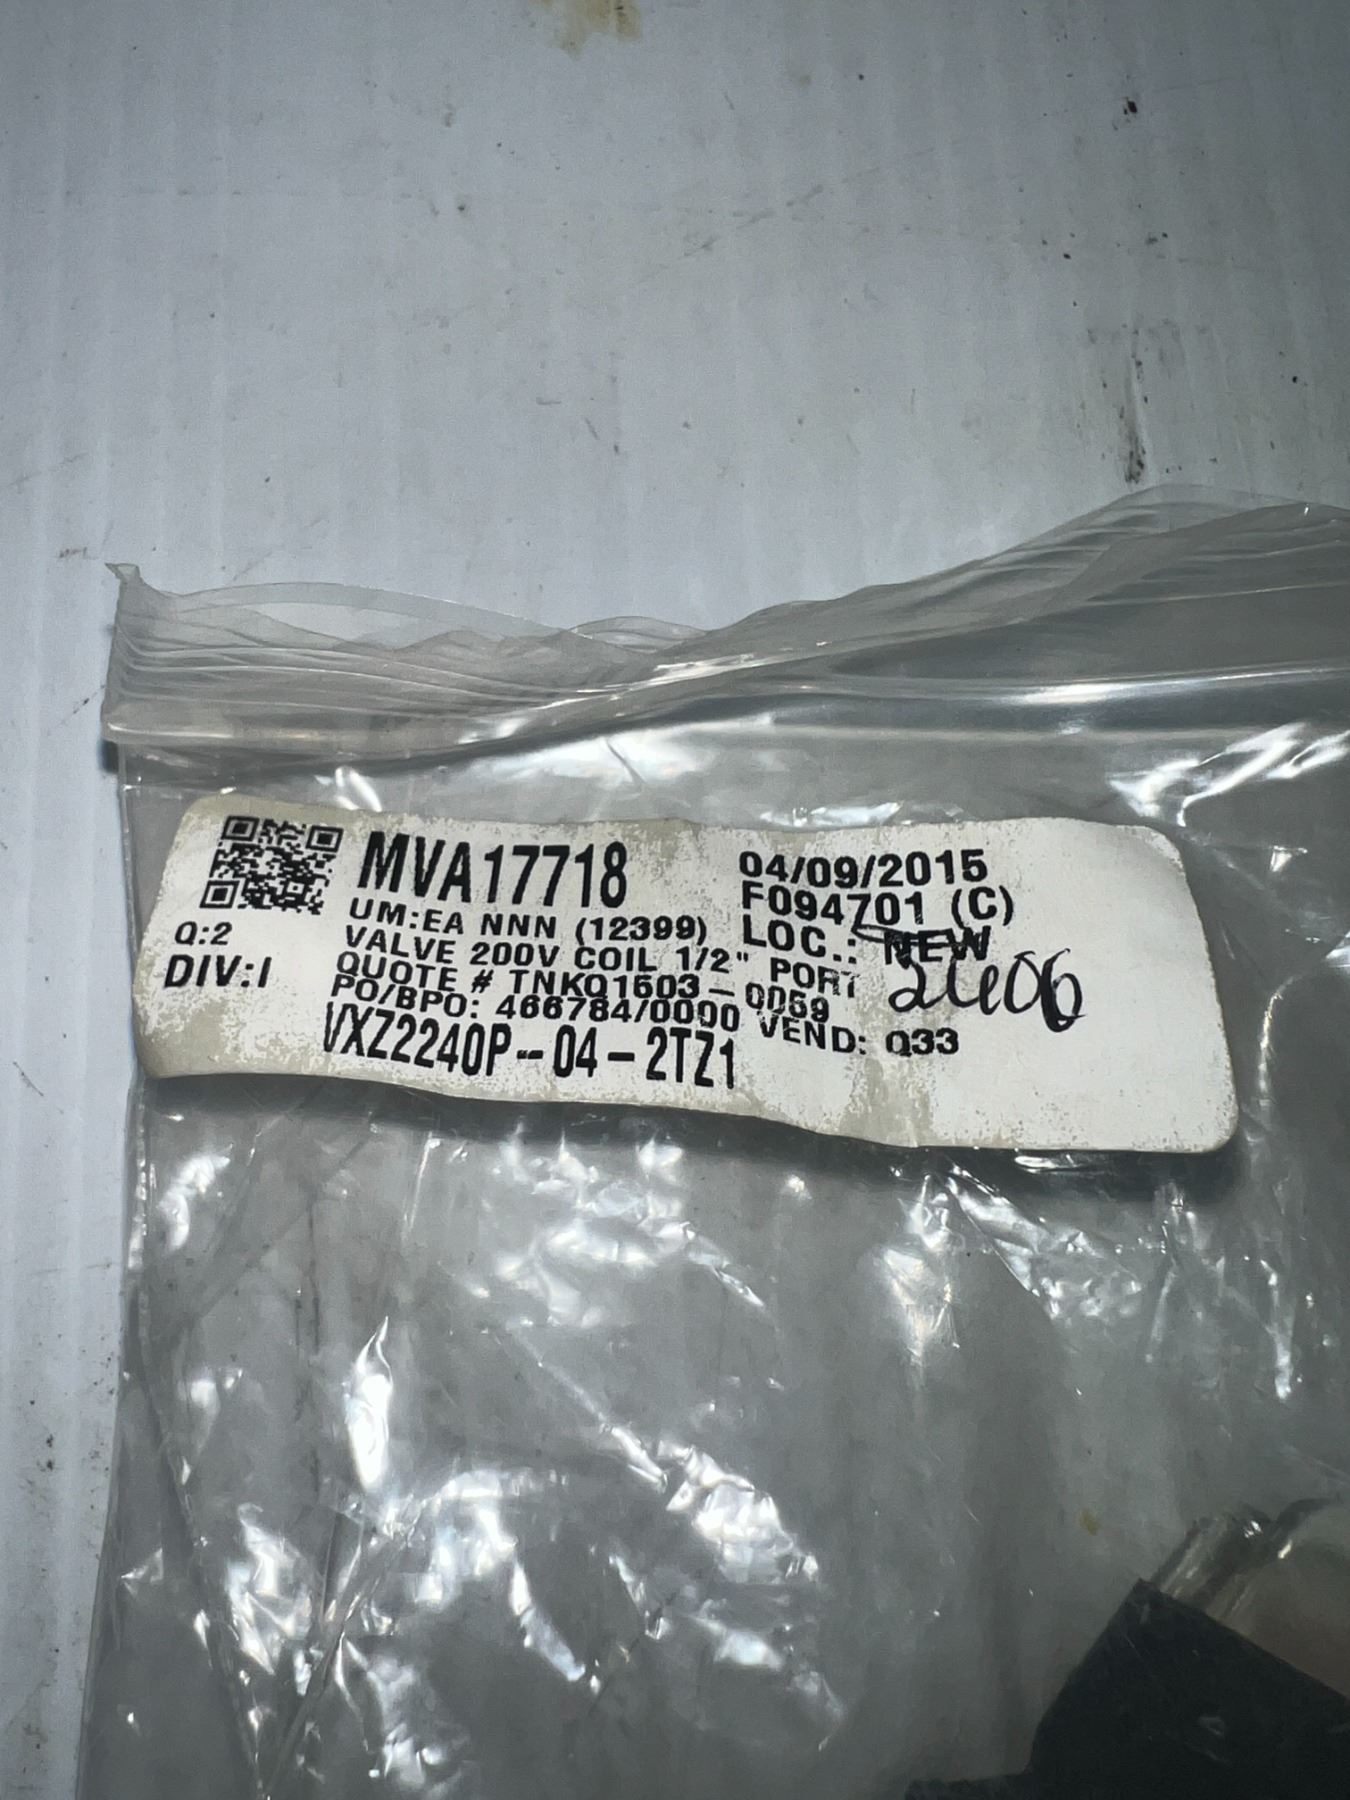 MVA17718 04/09/2015
UM:EA NNN (12399) F094701 (C)
Q:2 VALVE 200V COIL 1/2" PORT LOC.: NEW
DIV:I QUOTE # TNKQ1503-0059
PO/BPO: 466784/0000 VEND: Q33
VXZ2240P-04-2TZ1